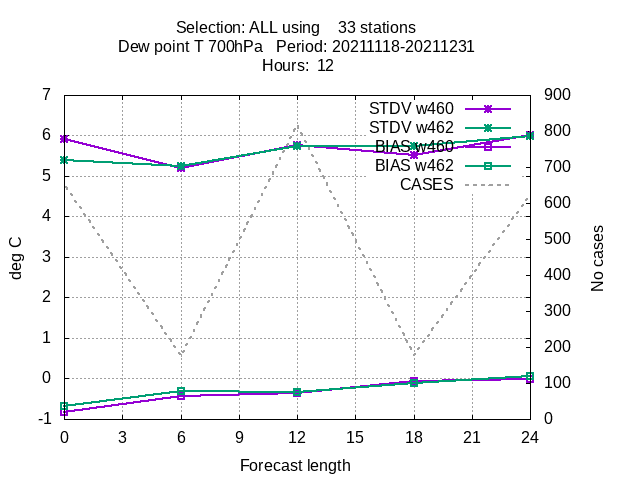 Selection: ALL using    33 stations
Dew point T 700hPa   Period: 20211118-20211231
Hours:  12
7
6
5
4
3
2
1
0
-1
900
800
700
600
500
400
300
200
100
0
deg C
No cases
STDV w460
STDV w462
BIAS w460
BIAS w462
CASES
0 3 6 9 12 15 18 21 24
Forecast length